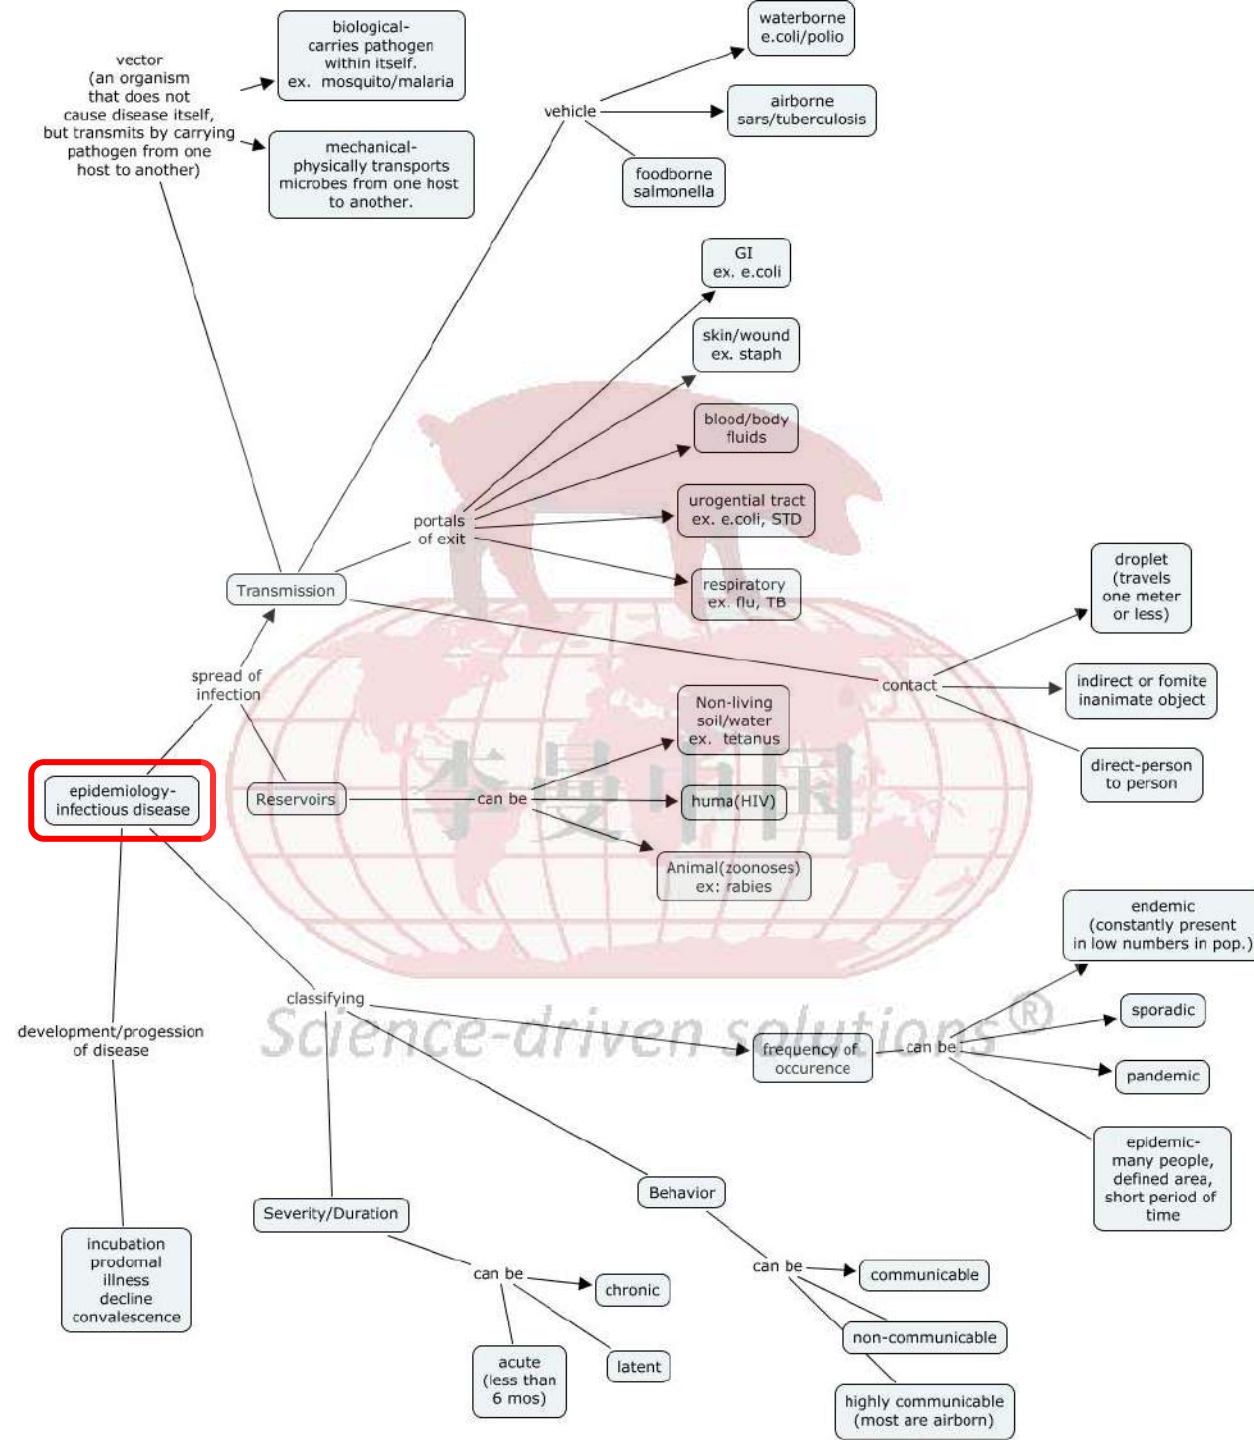 vector
(an organism
that does not
cause disease itself,
but transmits by carrying
pathogen from one
host to another)
biological-
carries pathogen
within itself.
ex. mosquito/malaria
mechanical-
physically transports
microbes from one host
to another.
vehicle
waterborne
e.coli/polio
airborne
sars/tuberculosis
foodborne
salmonella
portals
of exit
GI
ex. e.coli
skin/wound
ex. staph
blood/body
fluids
urogential tract
ex. e.coli, STD
respiratory
ex. flu, TB
Transmission
contact
droplet
(travels
one meter
or less)
indirect or fomite
inanimate object
direct-person
to person
spread of
infection
epidemiology-
infectious disease
Reservoirs
can be
Non-living
soil/water
ex. tetanus
huma(HIV)
Animal(zoonoses)
ex: rabies
李曼中国
Science-driven solutions®
classifying
development/progession
of disease
incubation
prodomal
illness
decline
convalescence
frequency of
occurence
can be
endemic
(constantly present
in low numbers in pop.)
sporadic
pandemic
epidemic-
many people,
defined area,
short period of
time
Severity/Duration
can be
chronic
latent
acute
(less than
6 mos)
Behavior
can be
communicable
non-communicable
highly communicable
(most are airborn)